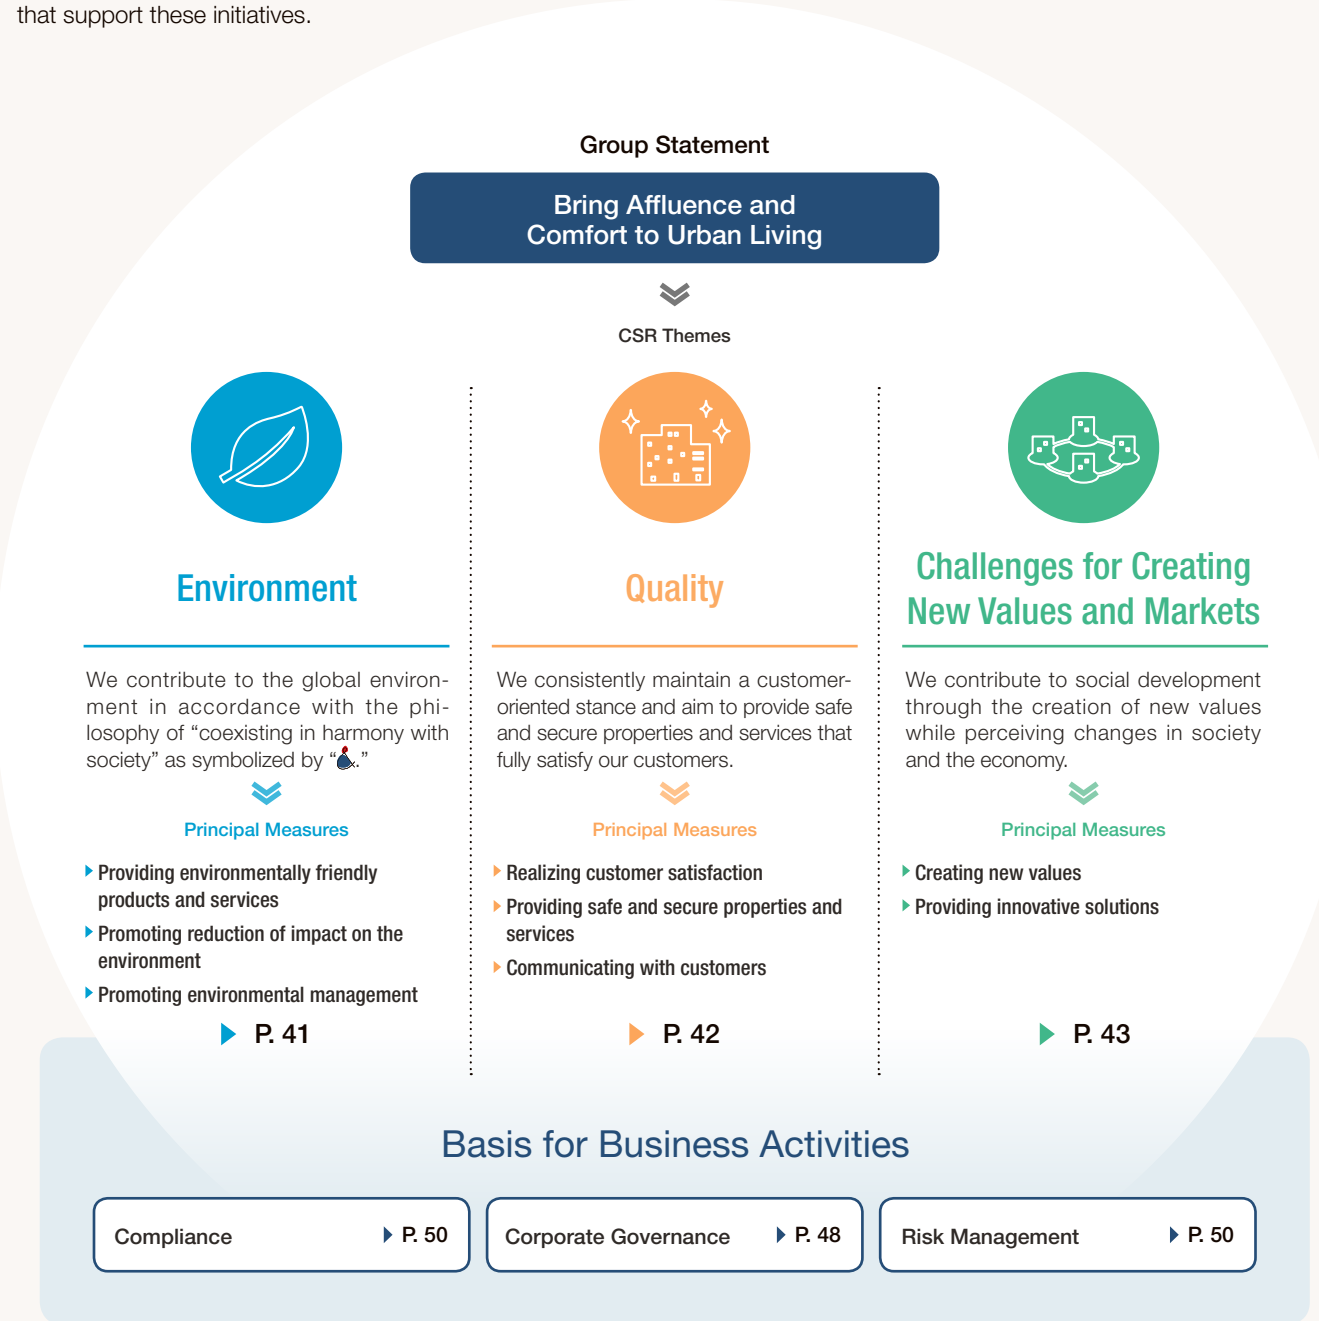 that support these initiatives.
Group Statement
Bring Affluence and
Comfort to Urban Living
CSR Themes
Environment
We contribute to the global environ-
ment in accordance with the phi-
losophy of “coexisting in harmony with
society” as symbolized by “.”
Principal Measures
Providing environmentally friendly
products and services
Promoting reduction of impact on the
environment
Promoting environmental management
P. 41
Quality
We consistently maintain a customer-
oriented stance and aim to provide safe
and secure properties and services that
fully satisfy our customers.
Principal Measures
Realizing customer satisfaction
Providing safe and secure properties and
services
Communicating with customers
P. 42
Challenges for Creating
New Values and Markets
We contribute to social development
through the creation of new values
while perceiving changes in society
and the economy.
Principal Measures
Creating new values
Providing innovative solutions
P. 43
Basis for Business Activities
Compliance P. 50
Corporate Governance P. 48
Risk Management P. 50